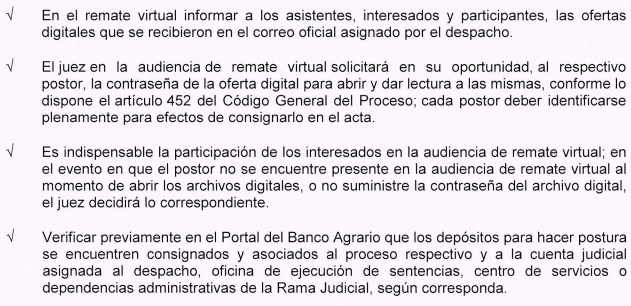 √ En el remate virtual informar a los asistentes, interesados y participantes, las ofertas
digitales que se recibieron en el correo oficial asignado por el despacho.
√ El juez en la audiencia de remate virtual solicitará en su oportunidad, al respectivo
postor, la contraseña de la oferta digital para abrir y dar lectura a las mismas, conforme lo
dispone el artículo 452 del Código General del Proceso; cada postor deber identificarse
plenamente para efectos de consignarlo en el acta.
√ Es indispensable la participación de los interesados en la audiencia de remate virtual; en
el evento en que el postor no se encuentre presente en la audiencia de remate virtual al
momento de abrir los archivos digitales, o no suministre la contraseña del archivo digital,
el juez decidirá lo correspondiente.
√ Verificar previamente en el Portal del Banco Agrario que los depósitos para hacer postura
se encuentren consignados y asociados al proceso respectivo y a la cuenta judicial
asignada al despacho, oficina de ejecución de sentencias, centro de servicios o
dependencias administrativas de la Rama Judicial, según corresponda.